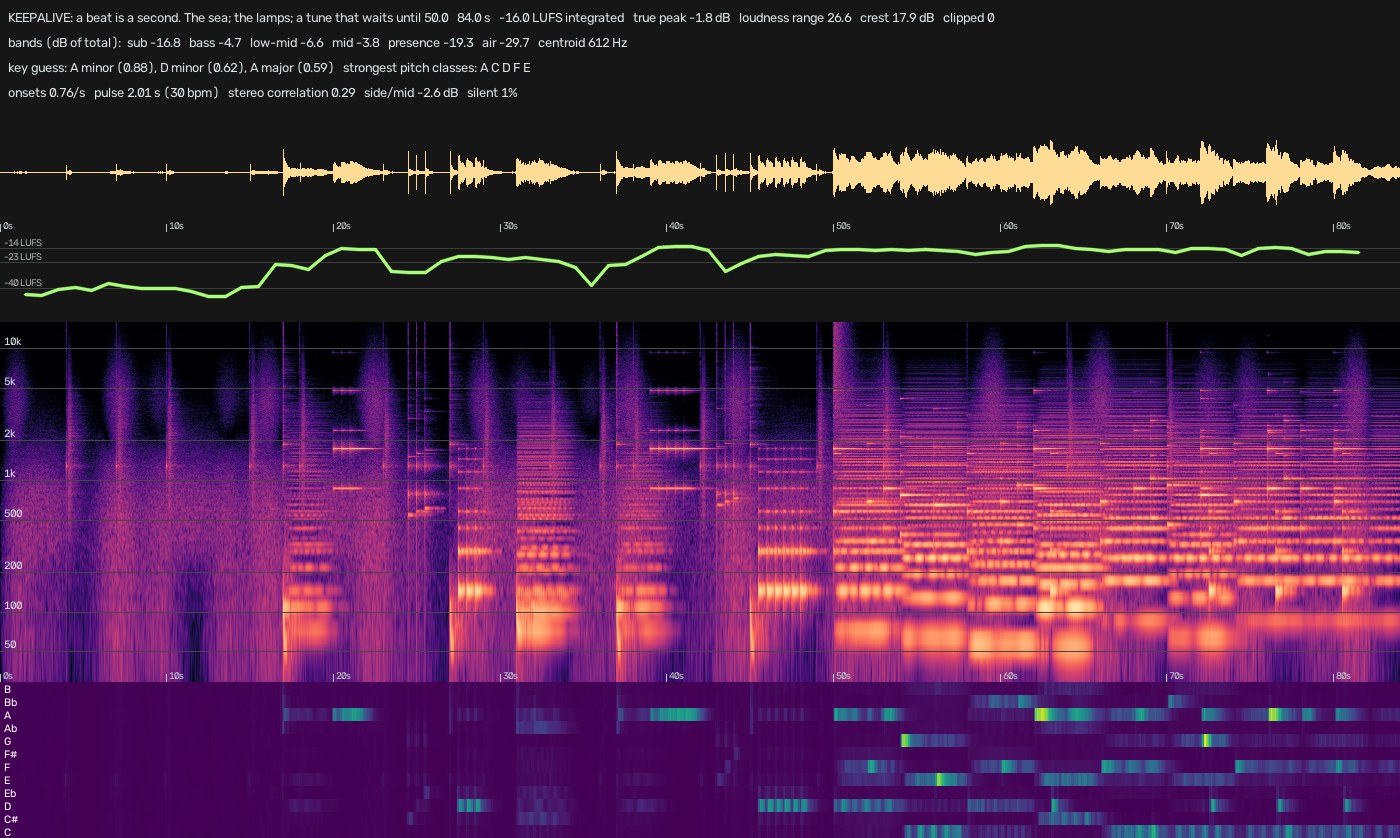 KEEPALIVE: a beat is a second. The sea; the lamps; a tune that waits until 50.0 84.0 s -16.0 LUFS integrated true peak -1.8 dB loudness range 26.6 crest 17.9 dB clipped 0
bands (dB of total): sub -16.8 bass -4.7 low-mid -6.6 mid -3.8 presence -19.3 air -29.7 centroid 612 Hz
key guess: A minor (0.88), D minor (0.62), A major (0.59) strongest pitch classes: A C D F E
onsets 0.76/s pulse 2.01 s (30 bpm) stereo correlation 0.29 side/mid -2.6 dB silent 1%
0s 10s 20s 30s 40s 50s 60s 70s 80s
-14 LUFS
-23 LUFS
-40 LUFS
10k
5k
2k
1k
500
200
100
50
0s 10s 20s 30s 40s 50s 60s 70s 80s
B
Bb
A
Ab
G
F#
F
E
Eb
D
C#
C